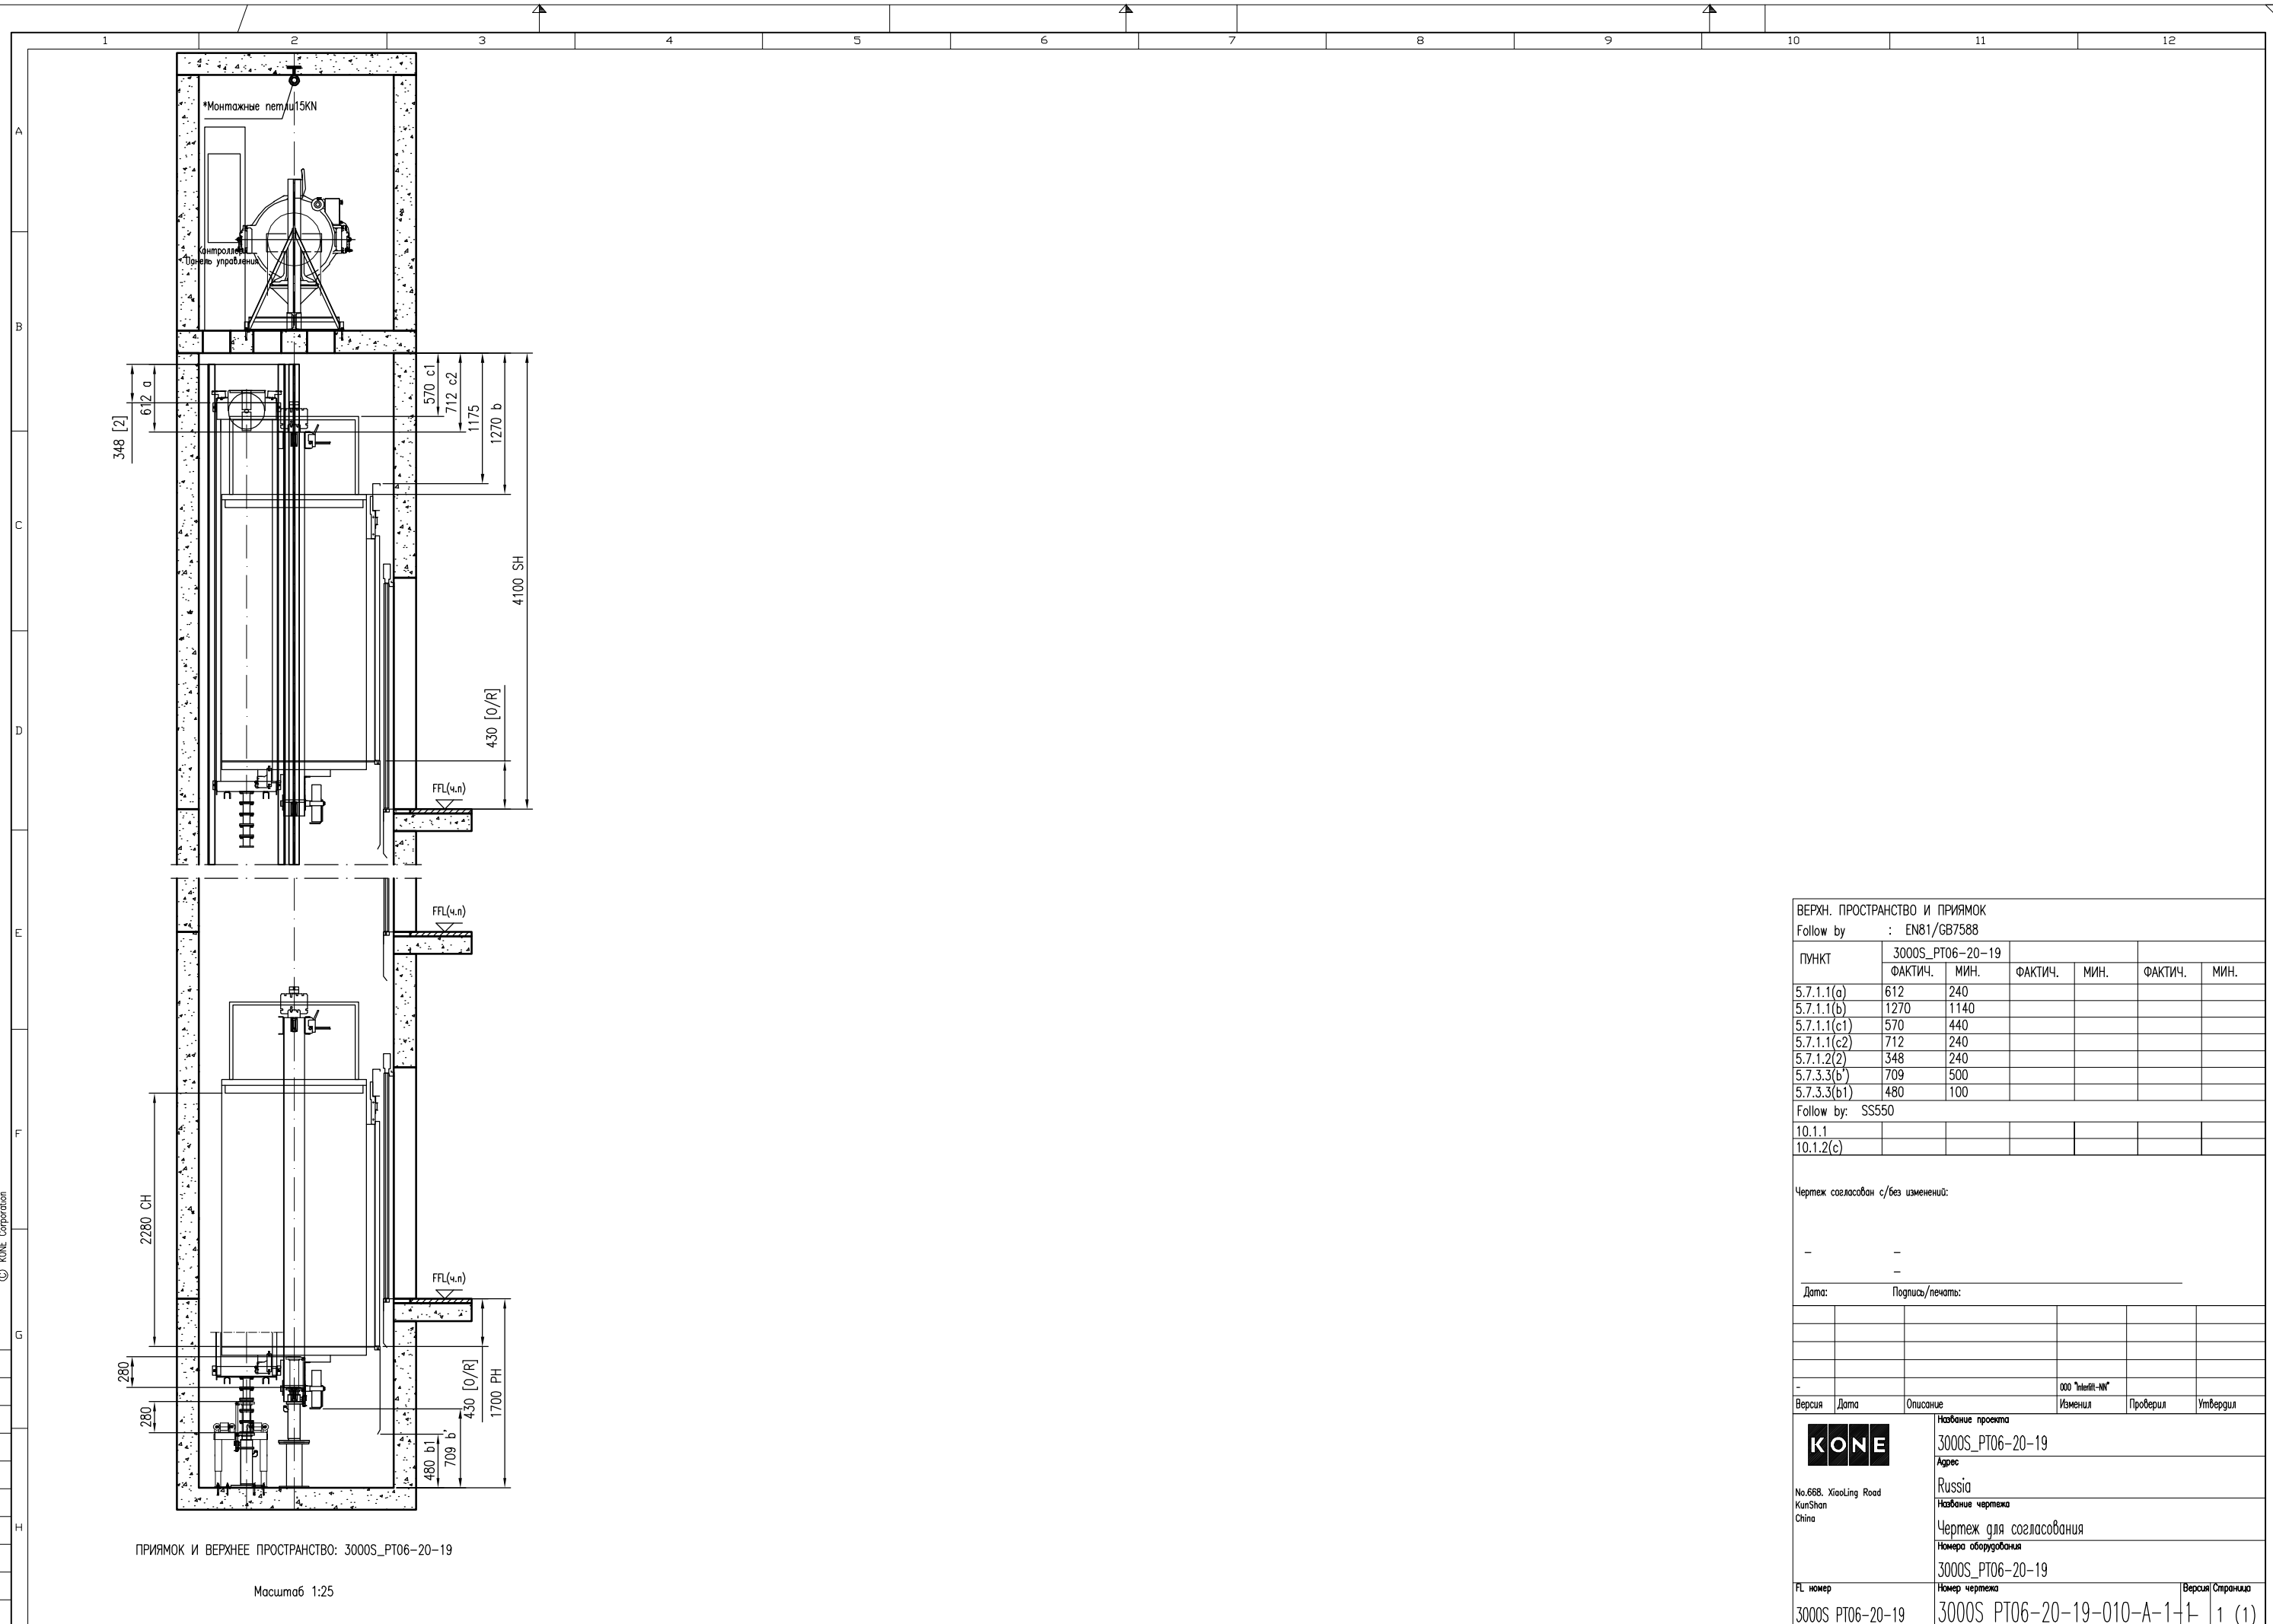 1 2 3 4 5 6 7 8 9 10 11 12
A
B
C
D
E
F
G
H
*Монтажные петли15KN
Контроллер
Панель управления
348 [2]
612 a
570 c1
712 c2
1175
1270 b
4100 SH
430 [O/R]
FFL(ч.п)
FFL(ч.п)
FFL(ч.п)
2280 CH
280
280
480 b1
709 b'
430 [O/R]
1700 PH
ПРИЯМОК И ВЕРХНЕЕ ПРОСТРАНСТВО: 3000S_PT06-20-19
Масштаб 1:25
© KONE Corporation
ВЕРХН. ПРОСТРАНСТВО И ПРИЯМОК
Follow by : EN81/GB7588
ПУНКТ 3000S_PT06-20-19
ФАКТИЧ. МИН. ФАКТИЧ. МИН. ФАКТИЧ. МИН.
5.7.1.1(a) 612 240
5.7.1.1(b) 1270 1140
5.7.1.1(c1) 570 440
5.7.1.1(c2) 712 240
5.7.1.2(2) 348 240
5.7.3.3(b') 709 500
5.7.3.3(b1) 480 100
Follow by: SS550
10.1.1
10.1.2(c)
Чертеж согласован с/без изменений:
- -
-
Дата: Подпись/печать:
- ООО "Interlift-NN"
Версия Дата Описание Изменил Проверил Утвердил
KONE
No.668. XiaoLing Road
KunShan
China
Название проекта
3000S_PT06-20-19
Адрес
Russia
Название чертежа
Чертеж для согласования
Номера оборудования
3000S_PT06-20-19
FL номер
3000S PT06-20-19
Номер чертежа
3000S PT06-20-19-010-A-1-1
Версия Страница
- 1 (1)